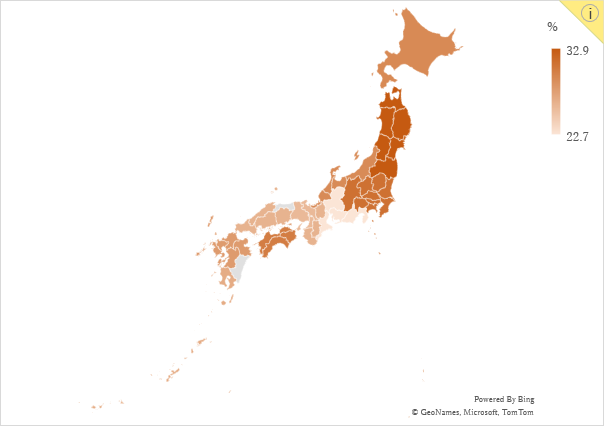 i
%
32.9
22.7
Powered By Bing
© GeoNames, Microsoft, TomTom